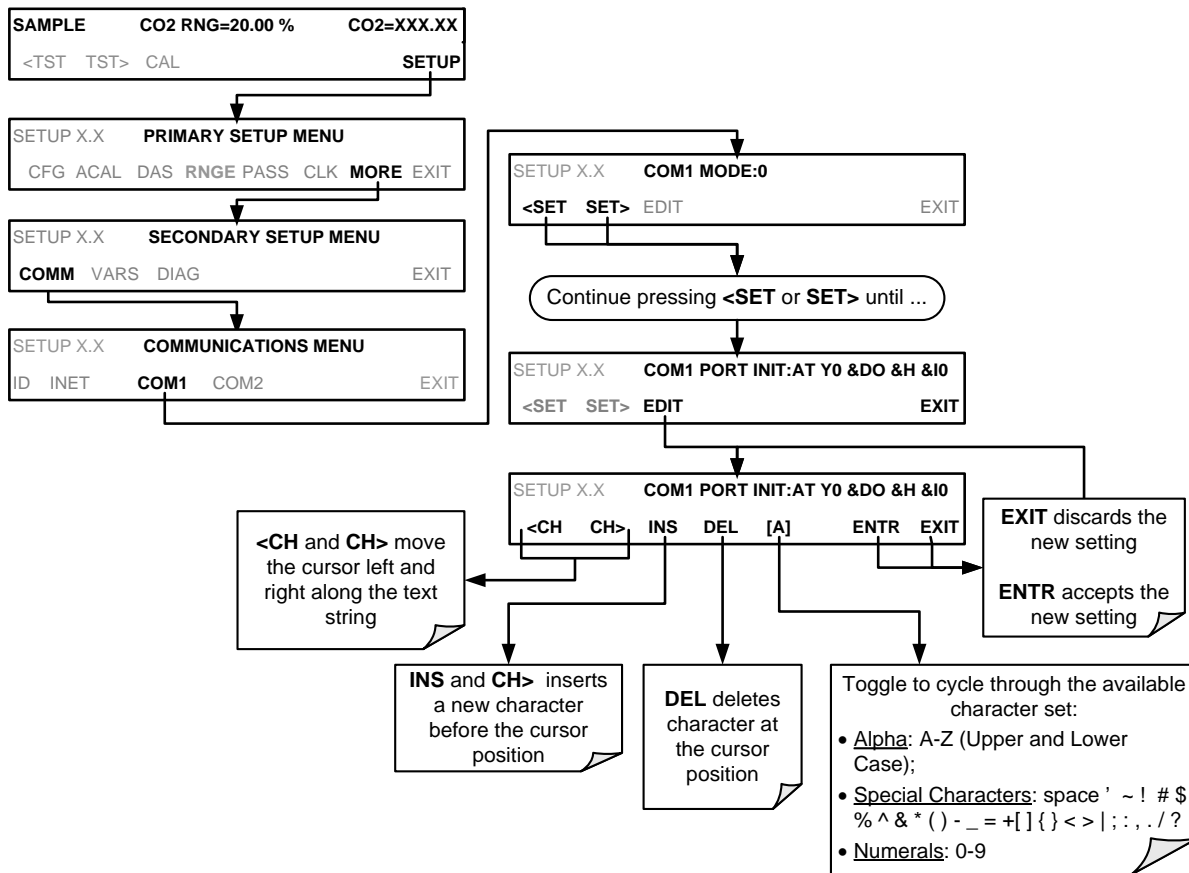 SAMPLE CO2 RNG=20.00 % CO2=XXX.XX
<TST TST> CAL SETUP
SETUP X.X PRIMARY SETUP MENU
CFG ACAL DAS RNGE PASS CLK MORE EXIT
SETUP X.X SECONDARY SETUP MENU
COMM VARS DIAG EXIT
SETUP X.X COMMUNICATIONS MENU
ID INET COM1 COM2 EXIT
SETUP X.X COM1 MODE:0
<SET SET> EDIT EXIT
Continue pressing <SET or SET> until ...
SETUP X.X COM1 PORT INIT:AT Y0 &DO &H &I0
<SET SET> EDIT EXIT
SETUP X.X COM1 PORT INIT:AT Y0 &DO &H &I0
<CH CH> INS DEL [A] ENTR EXIT
<CH and CH> move
the cursor left and
right along the text
string
EXIT discards the
new setting
ENTR accepts the
new setting
INS and CH> inserts
a new character
before the cursor
position
DEL deletes
character at
the cursor
position
Toggle to cycle through the available
character set:
• Alpha: A-Z (Upper and Lower
Case);
• Special Characters: space ' ~ ! # $
% ^ & * ( ) - _ = +[ ] { } < > | ; : , . / ?
• Numerals: 0-9